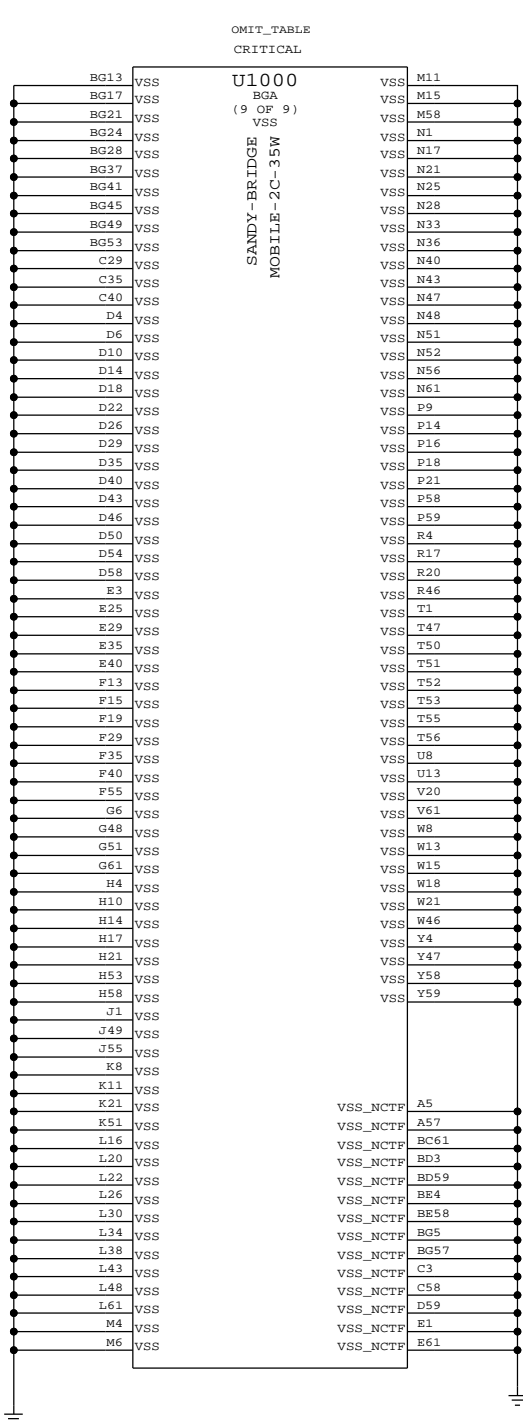 OMIT_TABLE
CRITICAL
U1000
BGA
(9 OF 9)
VSS
SANDY-BRIDGE
MOBILE-2C-35W
BG13 VSS VSS M11
BG17 VSS VSS M15
BG21 VSS VSS M58
BG24 VSS VSS N1
BG28 VSS VSS N17
BG37 VSS VSS N21
BG41 VSS VSS N25
BG45 VSS VSS N28
BG49 VSS VSS N33
BG53 VSS VSS N36
C29 VSS VSS N40
C35 VSS VSS N43
C40 VSS VSS N47
D4 VSS VSS N48
D6 VSS VSS N51
D10 VSS VSS N52
D14 VSS VSS N56
D18 VSS VSS N61
D22 VSS VSS P9
D26 VSS VSS P14
D29 VSS VSS P16
D35 VSS VSS P18
D40 VSS VSS P21
D43 VSS VSS P58
D46 VSS VSS P59
D50 VSS VSS R4
D54 VSS VSS R17
D58 VSS VSS R20
E3 VSS VSS R46
E25 VSS VSS T1
E29 VSS VSS T47
E35 VSS VSS T50
E40 VSS VSS T51
F13 VSS VSS T52
F15 VSS VSS T53
F19 VSS VSS T55
F29 VSS VSS T56
F35 VSS VSS U8
F40 VSS VSS U13
F55 VSS VSS V20
G6 VSS VSS V61
G48 VSS VSS W8
G51 VSS VSS W13
G61 VSS VSS W15
H4 VSS VSS W18
H10 VSS VSS W21
H14 VSS VSS W46
H17 VSS VSS Y4
H21 VSS VSS Y47
H53 VSS VSS Y58
H58 VSS VSS Y59
J1 VSS
J49 VSS
J55 VSS
K8 VSS
K11 VSS
K21 VSS VSS_NCTF A5
K51 VSS VSS_NCTF A57
L16 VSS VSS_NCTF BC61
L20 VSS VSS_NCTF BD3
L22 VSS VSS_NCTF BD59
L26 VSS VSS_NCTF BE4
L30 VSS VSS_NCTF BE58
L34 VSS VSS_NCTF BG5
L38 VSS VSS_NCTF BG57
L43 VSS VSS_NCTF C3
L48 VSS VSS_NCTF C58
L61 VSS VSS_NCTF D59
M4 VSS VSS_NCTF E1
M6 VSS VSS_NCTF E61